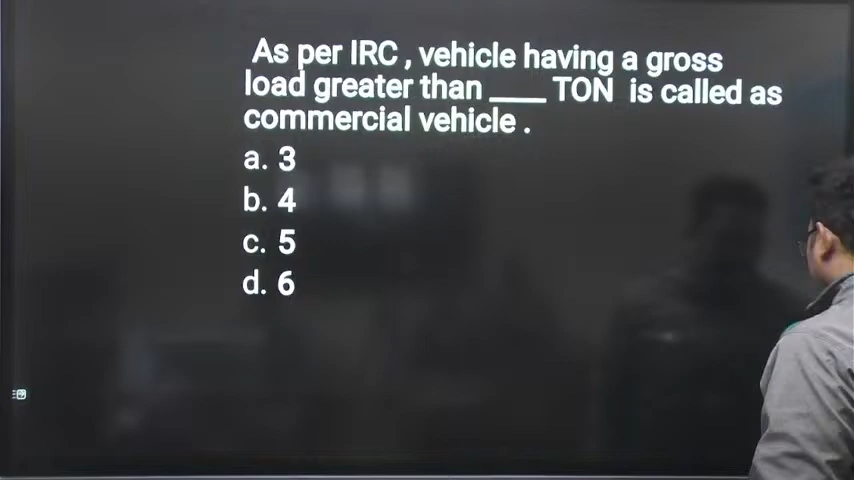 As per IRC , vehicle having a gross
load greater than ____ TON is called as
commercial vehicle .
a. 3
b. 4
c. 5
d. 6